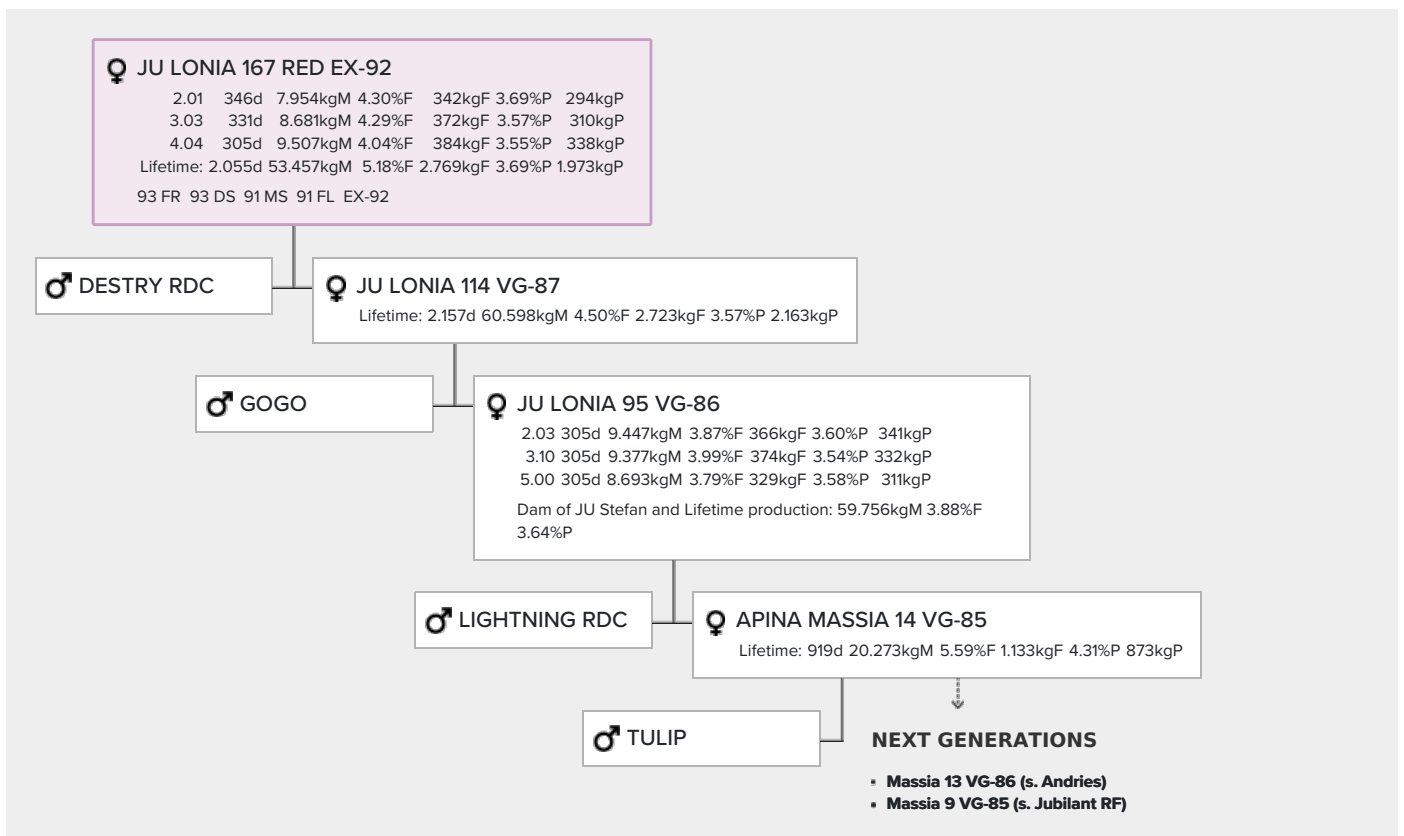 JU LONIA 167 RED EX-92
2.01 346d 7.954kgM 4.30%F 342kgF 3.69%P 294kgP
3.03 331d 8.681kgM 4.29%F 372kgF 3.57%P 310kgP
4.04 305d 9.507kgM 4.04%F 384kgF 3.55%P 338kgP
Lifetime: 2.055d 53.457kgM 5.18%F 2.769kgF 3.69%P 1.973kgP
93 FR 93 DS 91 MS 91 FL EX-92
DESTRY RDC
JU LONIA 114 VG-87
Lifetime: 2.157d 60.598kgM 4.50%F 2.723kgF 3.57%P 2.163kgP
GOGO
JU LONIA 95 VG-86
2.03 305d 9.447kgM 3.87%F 366kgF 3.60%P 341kgP
3.10 305d 9.377kgM 3.99%F 374kgF 3.54%P 332kgP
5.00 305d 8.693kgM 3.79%F 329kgF 3.58%P 311kgP
Dam of JU Stefan and Lifetime production: 59.756kgM 3.88%F
3.64%P
LIGHTNING RDC
APINA MASSIA 14 VG-85
Lifetime: 919d 20.273kgM 5.59%F 1.133kgF 4.31%P 873kgP
TULIP
NEXT GENERATIONS
Massia 13 VG-86 (s. Andries)
Massia 9 VG-85 (s. Jubilant RF)